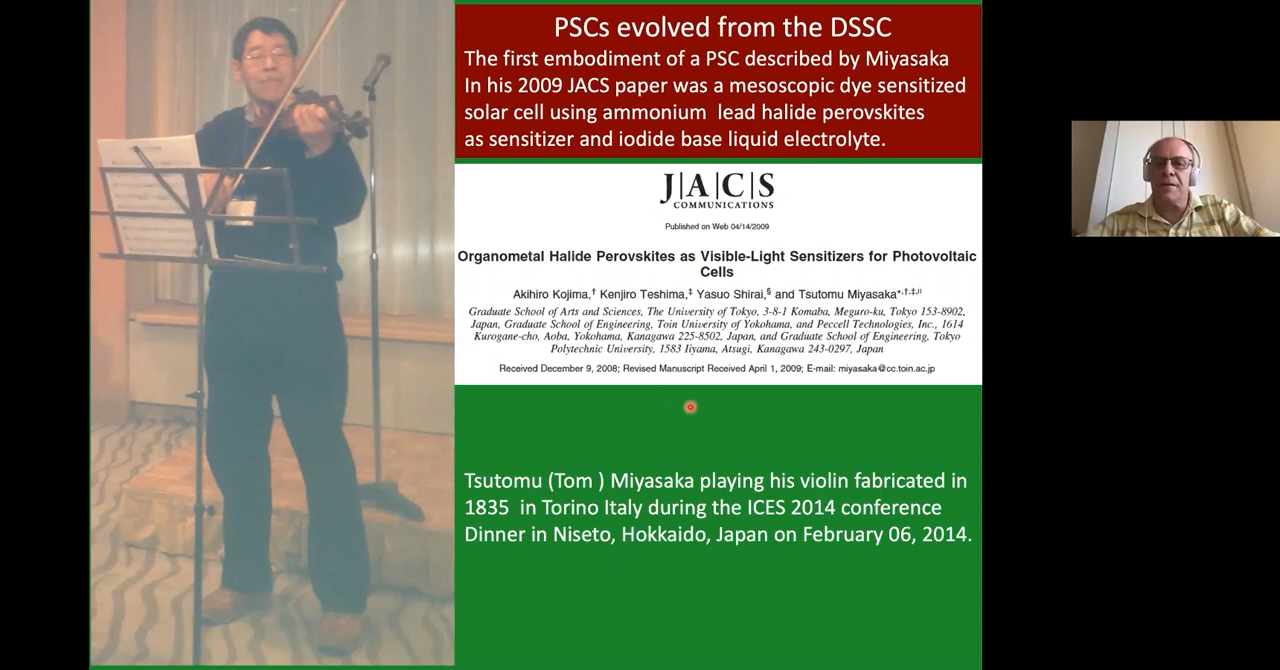 PSCs evolved from the DSSC
The first embodiment of a PSC described by Miyasaka
In his 2009 JACS paper was a mesoscopic dye sensitized
solar cell using ammonium lead halide perovskites
as sensitizer and iodide base liquid electrolyte.
J|A|C|S
COMMUNICATIONS
Published on Web 04/14/2009
Organometal Halide Perovskites as Visible-Light Sensitizers for Photovoltaic
Cells
Akihiro Kojima,† Kenjiro Teshima,‡ Yasuo Shirai,§ and Tsutomu Miyasaka*,†,‡,||
Graduate School of Arts and Sciences, The University of Tokyo, 3-8-1 Komaba, Meguro-ku, Tokyo 153-8902,
Japan, Graduate School of Engineering, Toin University of Yokohama, and Peccell Technologies, Inc., 1614
Kurogane-cho, Aoba, Yokohama, Kanagawa 225-8502, Japan, and Graduate School of Engineering, Tokyo
Polytechnic University, 1583 Iiyama, Atsugi, Kanagawa 243-0297, Japan
Received December 9, 2008; Revised Manuscript Received April 1, 2009; E-mail: miyasaka@cc.toin.ac.jp
Tsutomu (Tom ) Miyasaka playing his violin fabricated in
1835 in Torino Italy during the ICES 2014 conference
Dinner in Niseto, Hokkaido, Japan on February 06, 2014.